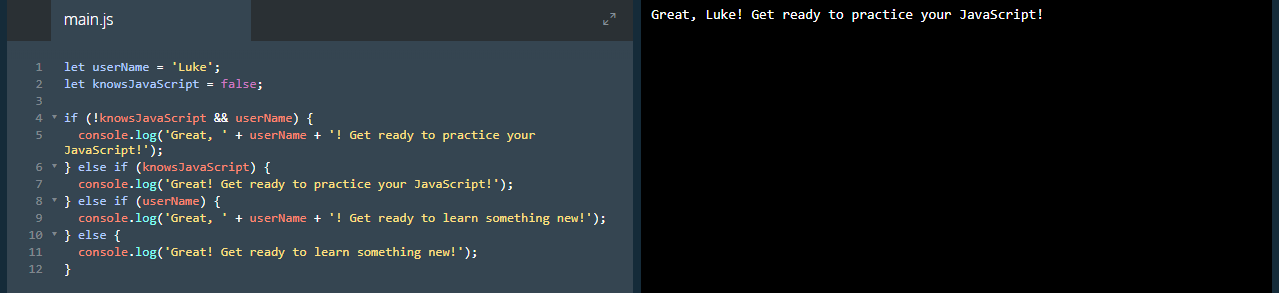 main.js
1 let userName = 'Luke';
2 let knowsJavaScript = false;
3
4 if (!knowsJavaScript && userName) {
5 console.log('Great, ' + userName + '! Get ready to practice your
JavaScript!');
6 } else if (knowsJavaScript) {
7 console.log('Great! Get ready to practice your JavaScript!');
8 } else if (userName) {
9 console.log('Great, ' + userName + '! Get ready to learn something new!');
10 } else {
11 console.log('Great! Get ready to learn something new!');
12 }
Great, Luke! Get ready to practice your JavaScript!